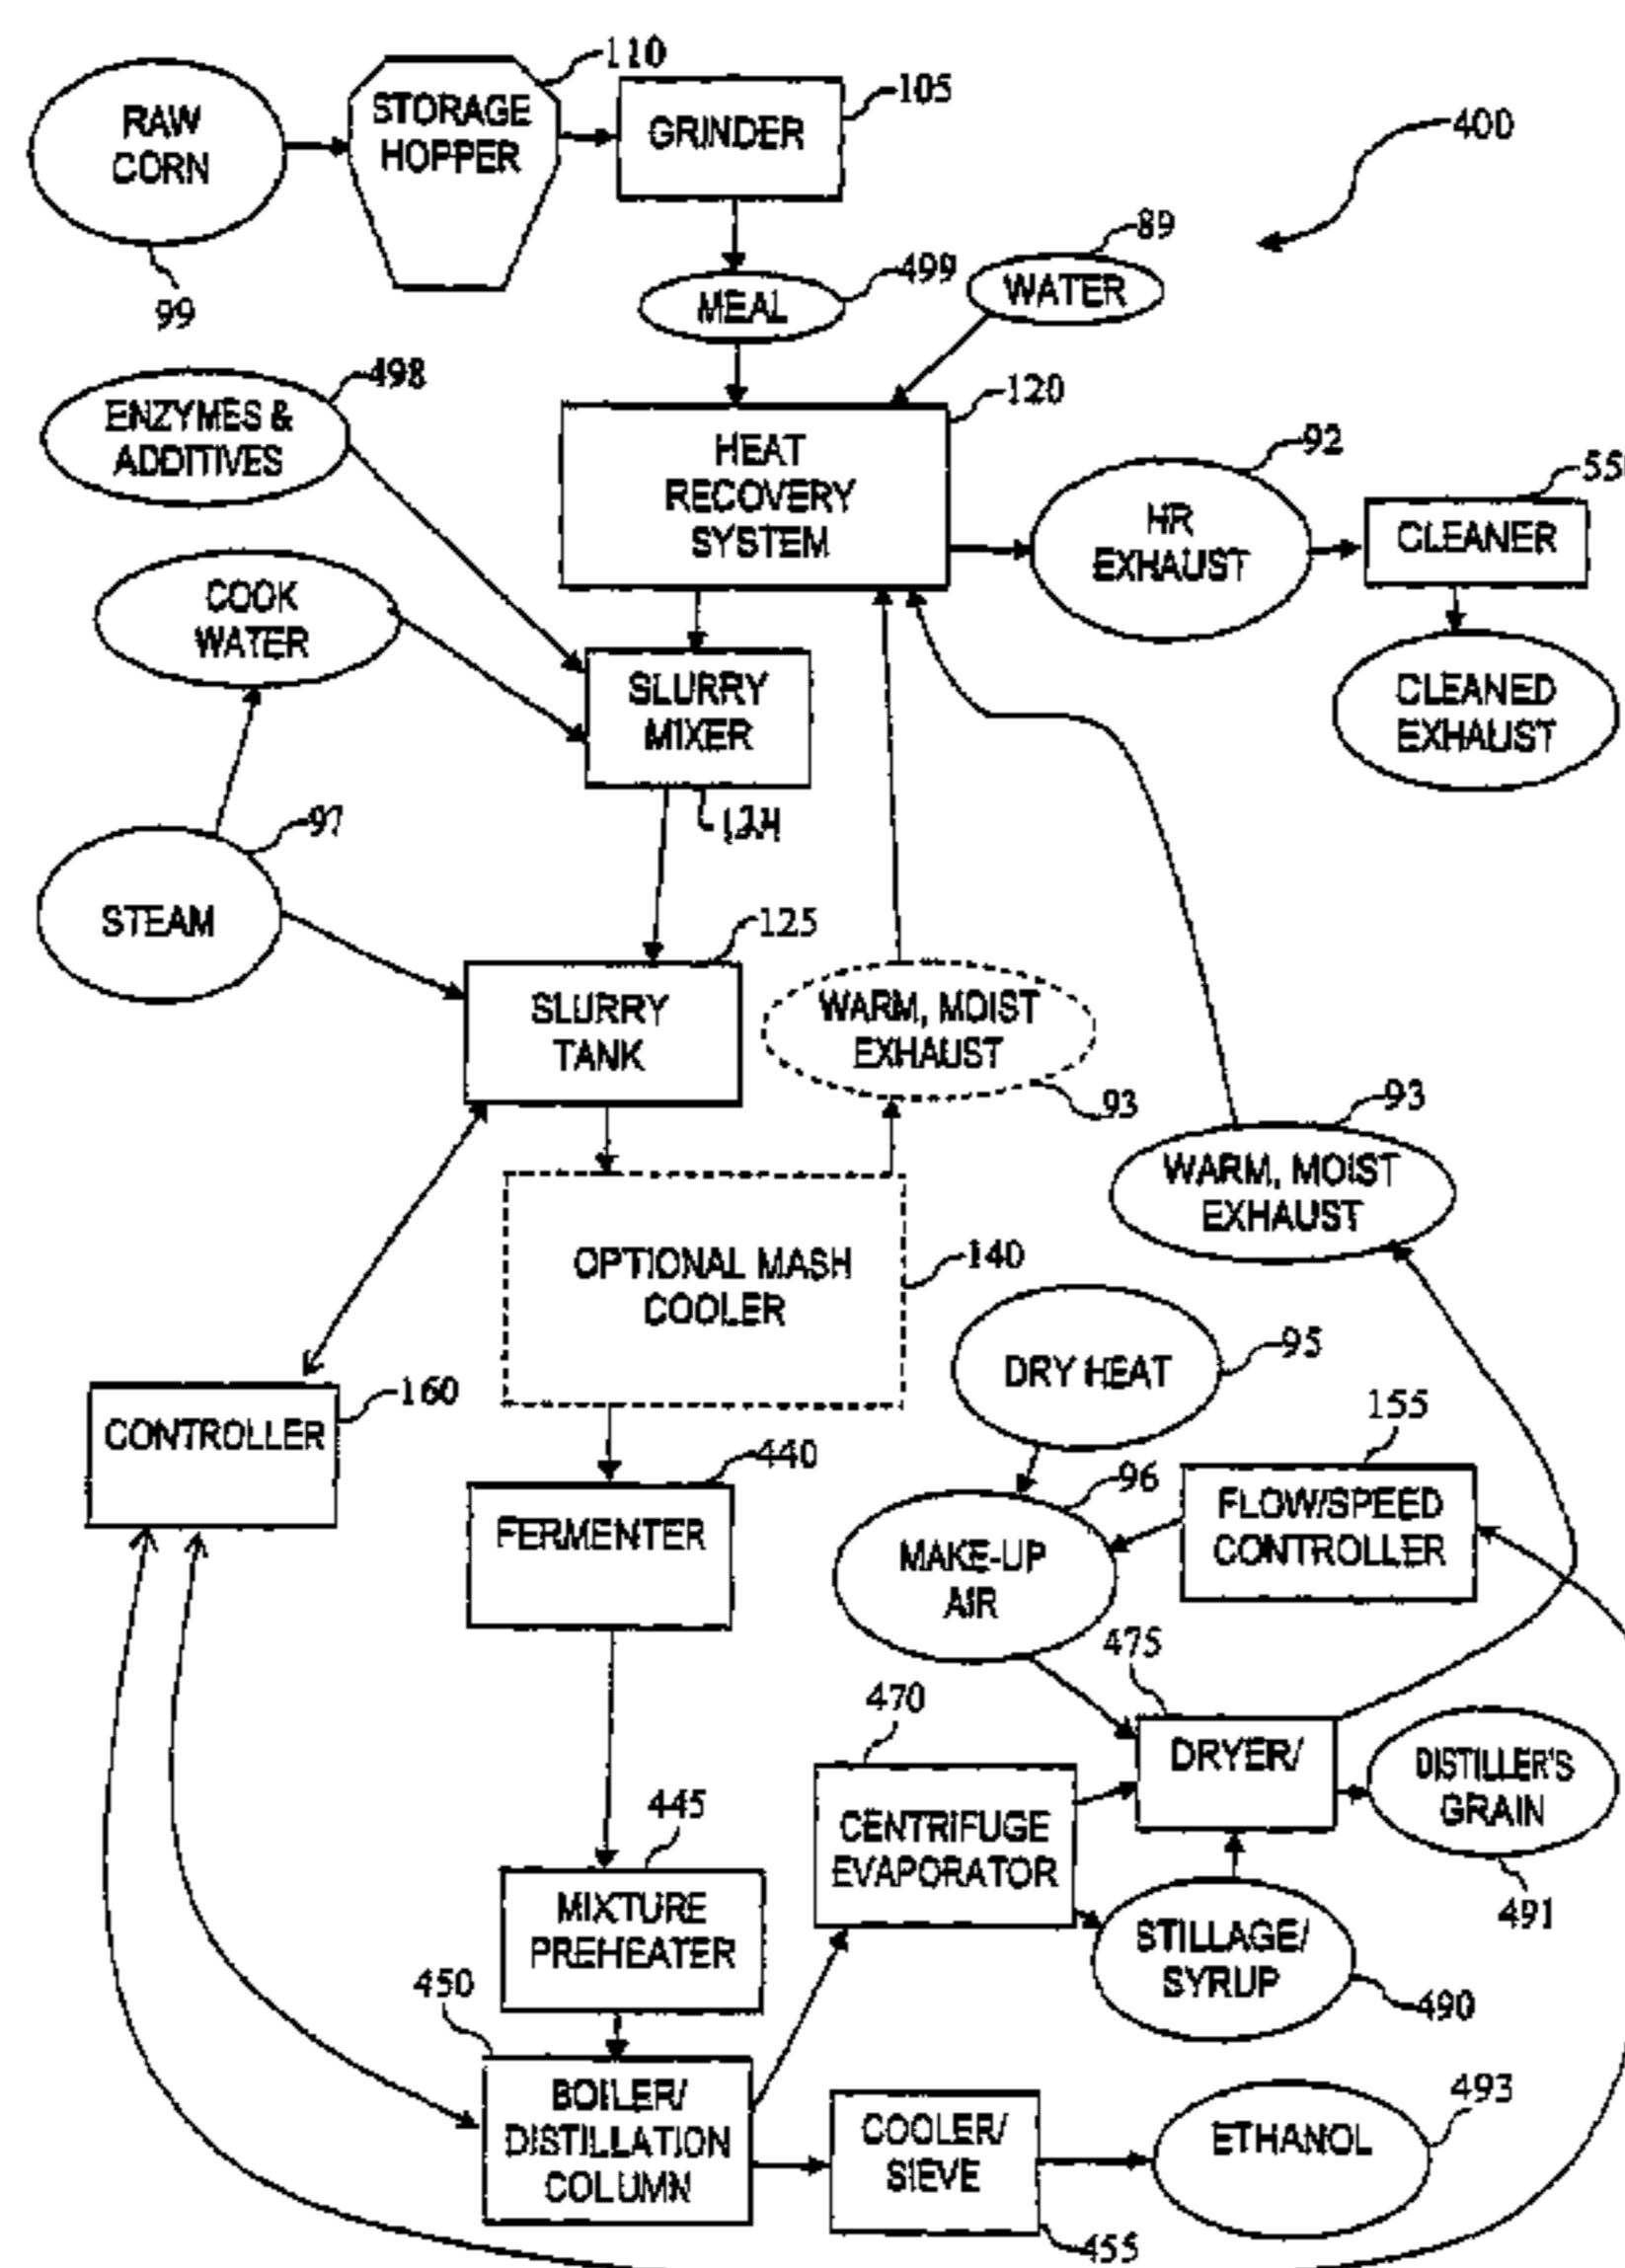 110
RAW
CORN
STORAGE
HOPPER
GRINDER
105
400
99
89
WATER
499
MEAL
498
ENZYMES &
ADDITIVES
120
HEAT
RECOVERY
SYSTEM
92
HR
EXHAUST
CLEANER
COOK
WATER
SLURRY
MIXER
CLEANED
EXHAUST
97
STEAM
125
SLURRY
TANK
WARM, MOIST
EXHAUST
93
93
WARM, MOIST
EXHAUST
OPTIONAL MASH
COOLER
140
DRY HEAT
95
160
CONTROLLER
155
440
FERMENTER
96
FLOW/SPEED
CONTROLLER
MAKE-UP
AIR
475
470
DRYER/
DISTILLER'S
GRAIN
445
CENTRIFUGE
EVAPORATOR
491
MIXTURE
PREHEATER
STILLAGE/
SYRUP
490
450
BOILER/
DISTILLATION
COLUMN
COOLER/
SIEVE
ETHANOL
493
455